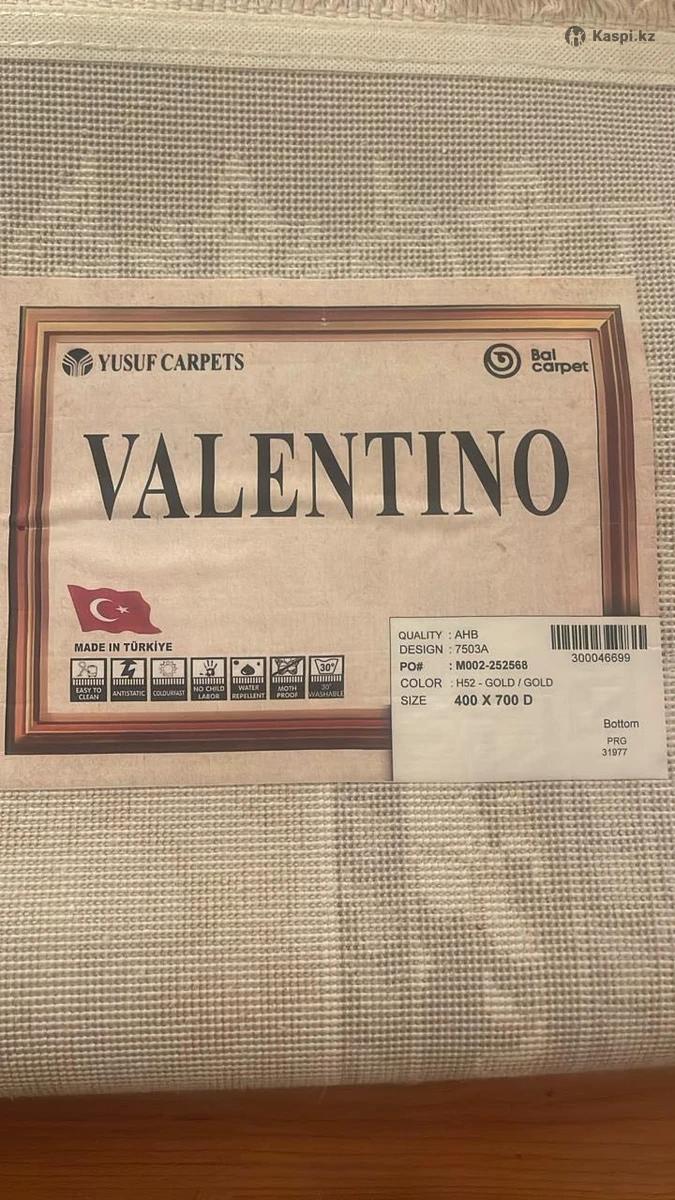 Kaspi.kz
YUSUF CARPETS
Bal
carpet
VALENTINO
MADE IN TÜRKİYE
EASY TO
CLEAN
ANTISTATIC
COLOURFAST
NO CHILD
LABOR
WATER
REPELLENT
MOTH
PROOF
30°
30°
WASHABLE
QUALITY : AHB
DESIGN : 7503A
PO# : M002-252568
COLOR : H52 - GOLD / GOLD
SIZE 400 X 700 D
300046699
Bottom
PRG
31977